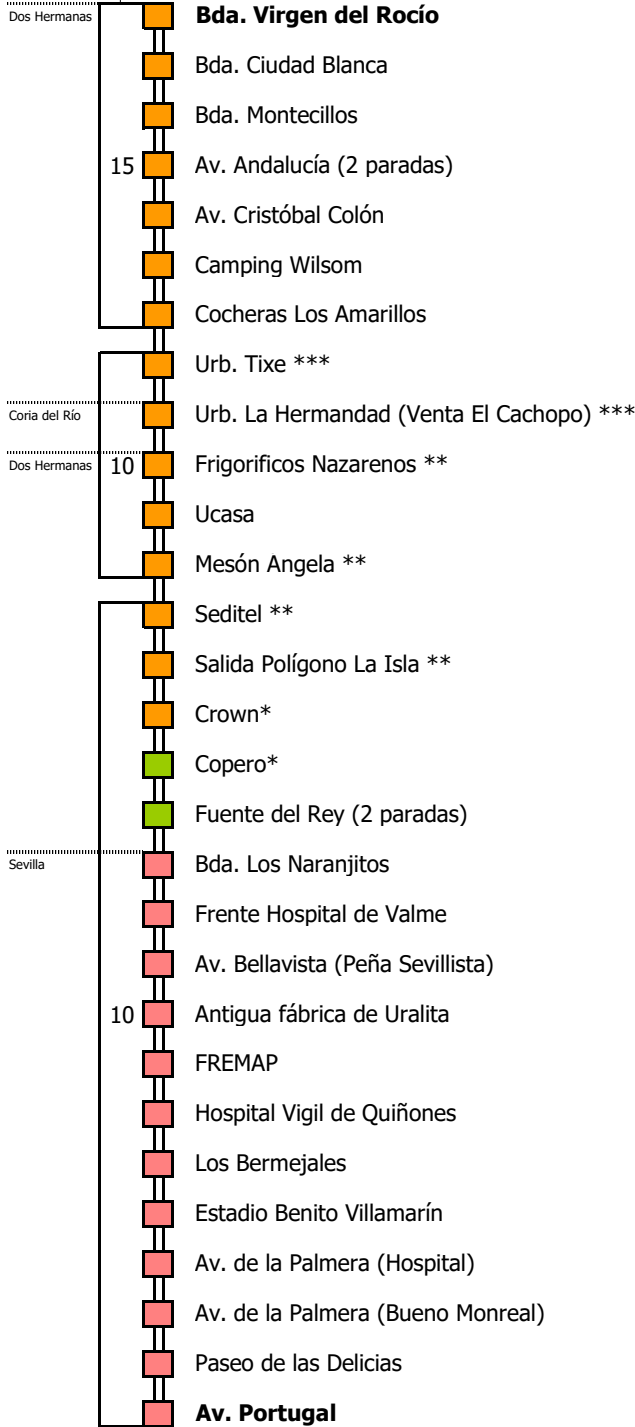 Dos Hermanas
Bda. Virgen del Rocío
Bda. Ciudad Blanca
Bda. Montecillos
15
Av. Andalucía (2 paradas)
Av. Cristóbal Colón
Camping Wilsom
Cocheras Los Amarillos
Urb. Tixe ***
Coria del Río
Urb. La Hermandad (Venta El Cachopo) ***
Dos Hermanas
10
Frigorificos Nazarenos **
Ucasa
Mesón Angela **
Seditel **
Salida Polígono La Isla **
Crown*
Copero*
Fuente del Rey (2 paradas)
Sevilla
Bda. Los Naranjitos
Frente Hospital de Valme
Av. Bellavista (Peña Sevillista)
10
Antigua fábrica de Uralita
FREMAP
Hospital Vigil de Quiñones
Los Bermejales
Estadio Benito Villamarín
Av. de la Palmera (Hospital)
Av. de la Palmera (Bueno Monreal)
Paseo de las Delicias
Av. Portugal